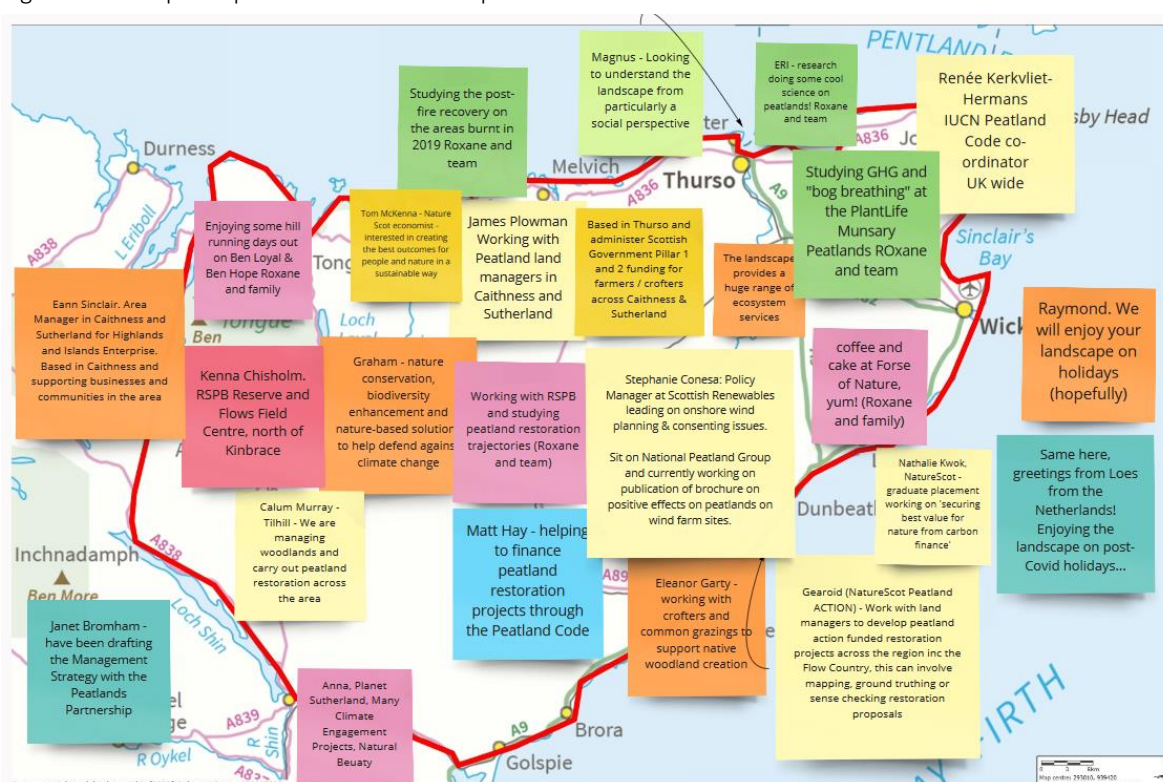 PENTLAND
Magnus - Looking
to understand the
landscape from
particularly a
social perspective
ERI - research
doing some cool
science on
peatlands! Roxane
and team
Renée Kerkvliet-
Hermans
IUCN Peatland
Code co-
ordinator
UK wide
sby Head
Studying the post-
fire recovery on
the areas burnt in
2019 Roxane and
team
Durness
Melvich
A836
Thurso
ter
A9
A836
Jo
Studying GHG and
"bog breathing" at
the PlantLife
Munsary
Peatlands ROxane
and team
Sinclair's
Bay
Wick
A838
L Eriboll
Enjoying some hill
running days out
on Ben Loyal &
Ben Hope Roxane
and family
Tom McKenna - Nature
Scot economist -
interested in creating
the best outcomes for
people and nature in a
sustainable way
Tong
James Plowman
Working with
Peatland land
managers in
Caithness and
Sutherland
Based in Thurso and
administer Scottish
Government Pillar 1
and 2 funding for
farmers / crofters
across Caithness &
Sutherland
The landscape
provides a
huge range of
ecosystem
services
Eann Sinclair. Area
Manager in Caithness and
Sutherland for Highlands
and Islands Enterprise.
Based in Caithness and
supporting businesses and
communities in the area
Tongue
Ben
Loch
Kenna Chisholm.
RSPB Reserve and
Flows Field
Centre, north of
Kinbrace
Graham - nature
conservation,
biodiversity
enhancement and
nature-based solution
to help defend agains
climate change
Working with RSPB
and studying
peatland restoration
trajectories (Roxane
and team)
Stephanie Conesa: Policy
Manager at Scottish Renewables
leading on onshore wind
planning & consenting issues.
Sit on National Peatland Group
and currently working on
publication of brochure on
positive effects on peatlands on
wind farm sites.
coffee and
cake at Forse
of Nature,
yum! (Roxane
and family)
Raymond. We
will enjoy your
landscape on
holidays
(hopefully)
Same here,
greetings from Loes
from the
Netherlands!
Enjoying the
landscape on post-
Covid holidays...
Calum Murray -
Tilhill - We are
managing
woodlands and
carry out peatland
restoration across
the area
Matt Hay - helping
to finance
peatland
restoration
projects through
the Peatland Code
Dunbeath
Nathalie Kwok,
NatureScot -
graduate placement
working on 'securing
best value for
nature from carbon
finance'
Inchnadamph
A838
Ben More
Loch Shin
Janet Bromham -
have been drafting
the Management
Strategy with the
Peatlands
Partnership
A89
Eleanor Garty -
working with
crofters and
common grazings to
support native
woodland creation
Gearoid (NatureScot Peatland
ACTION) - Work with land
managers to develop peatland
action funded restoration
projects across the region inc the
Flow Country, this can involve
mapping, ground truthing or
sense checking restoration
proposals
Anna, Planet
Sutherland, Many
Climate
Engagement
Projects, Natural
Beuaty
A839
R Oykel
R
Shin
A9
Brora
Golspie
FIRTH
Map centre: 293010, 939420